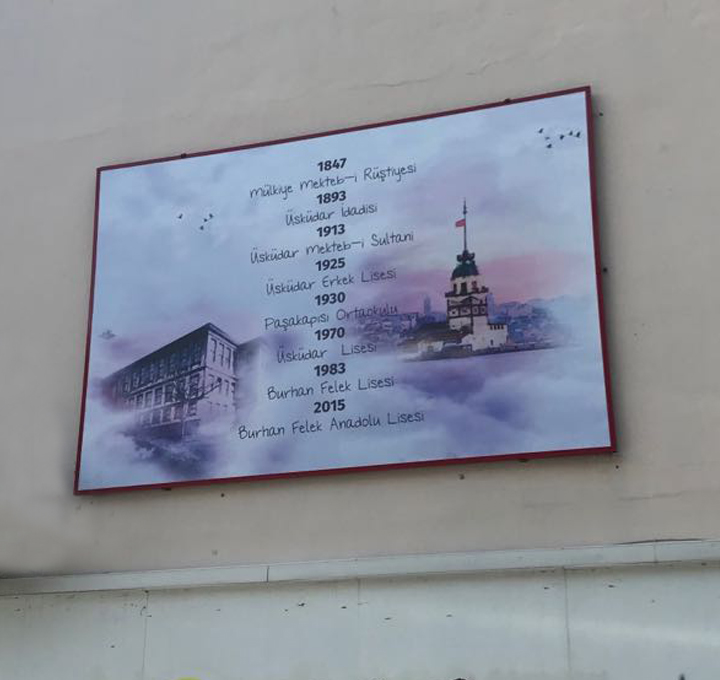 1847
Mülkiye Mekteb-i Rüştiyesi
1893
Üsküdar İdadisi
1913
Üsküdar Mekteb-i Sultani
1925
Üsküdar Erkek Lisesi
1930
Paşakapısı Ortaokulu
1970
Üsküdar Lisesi
1983
Burhan Felek Lisesi
2015
Burhan Felek Anadolu Lisesi